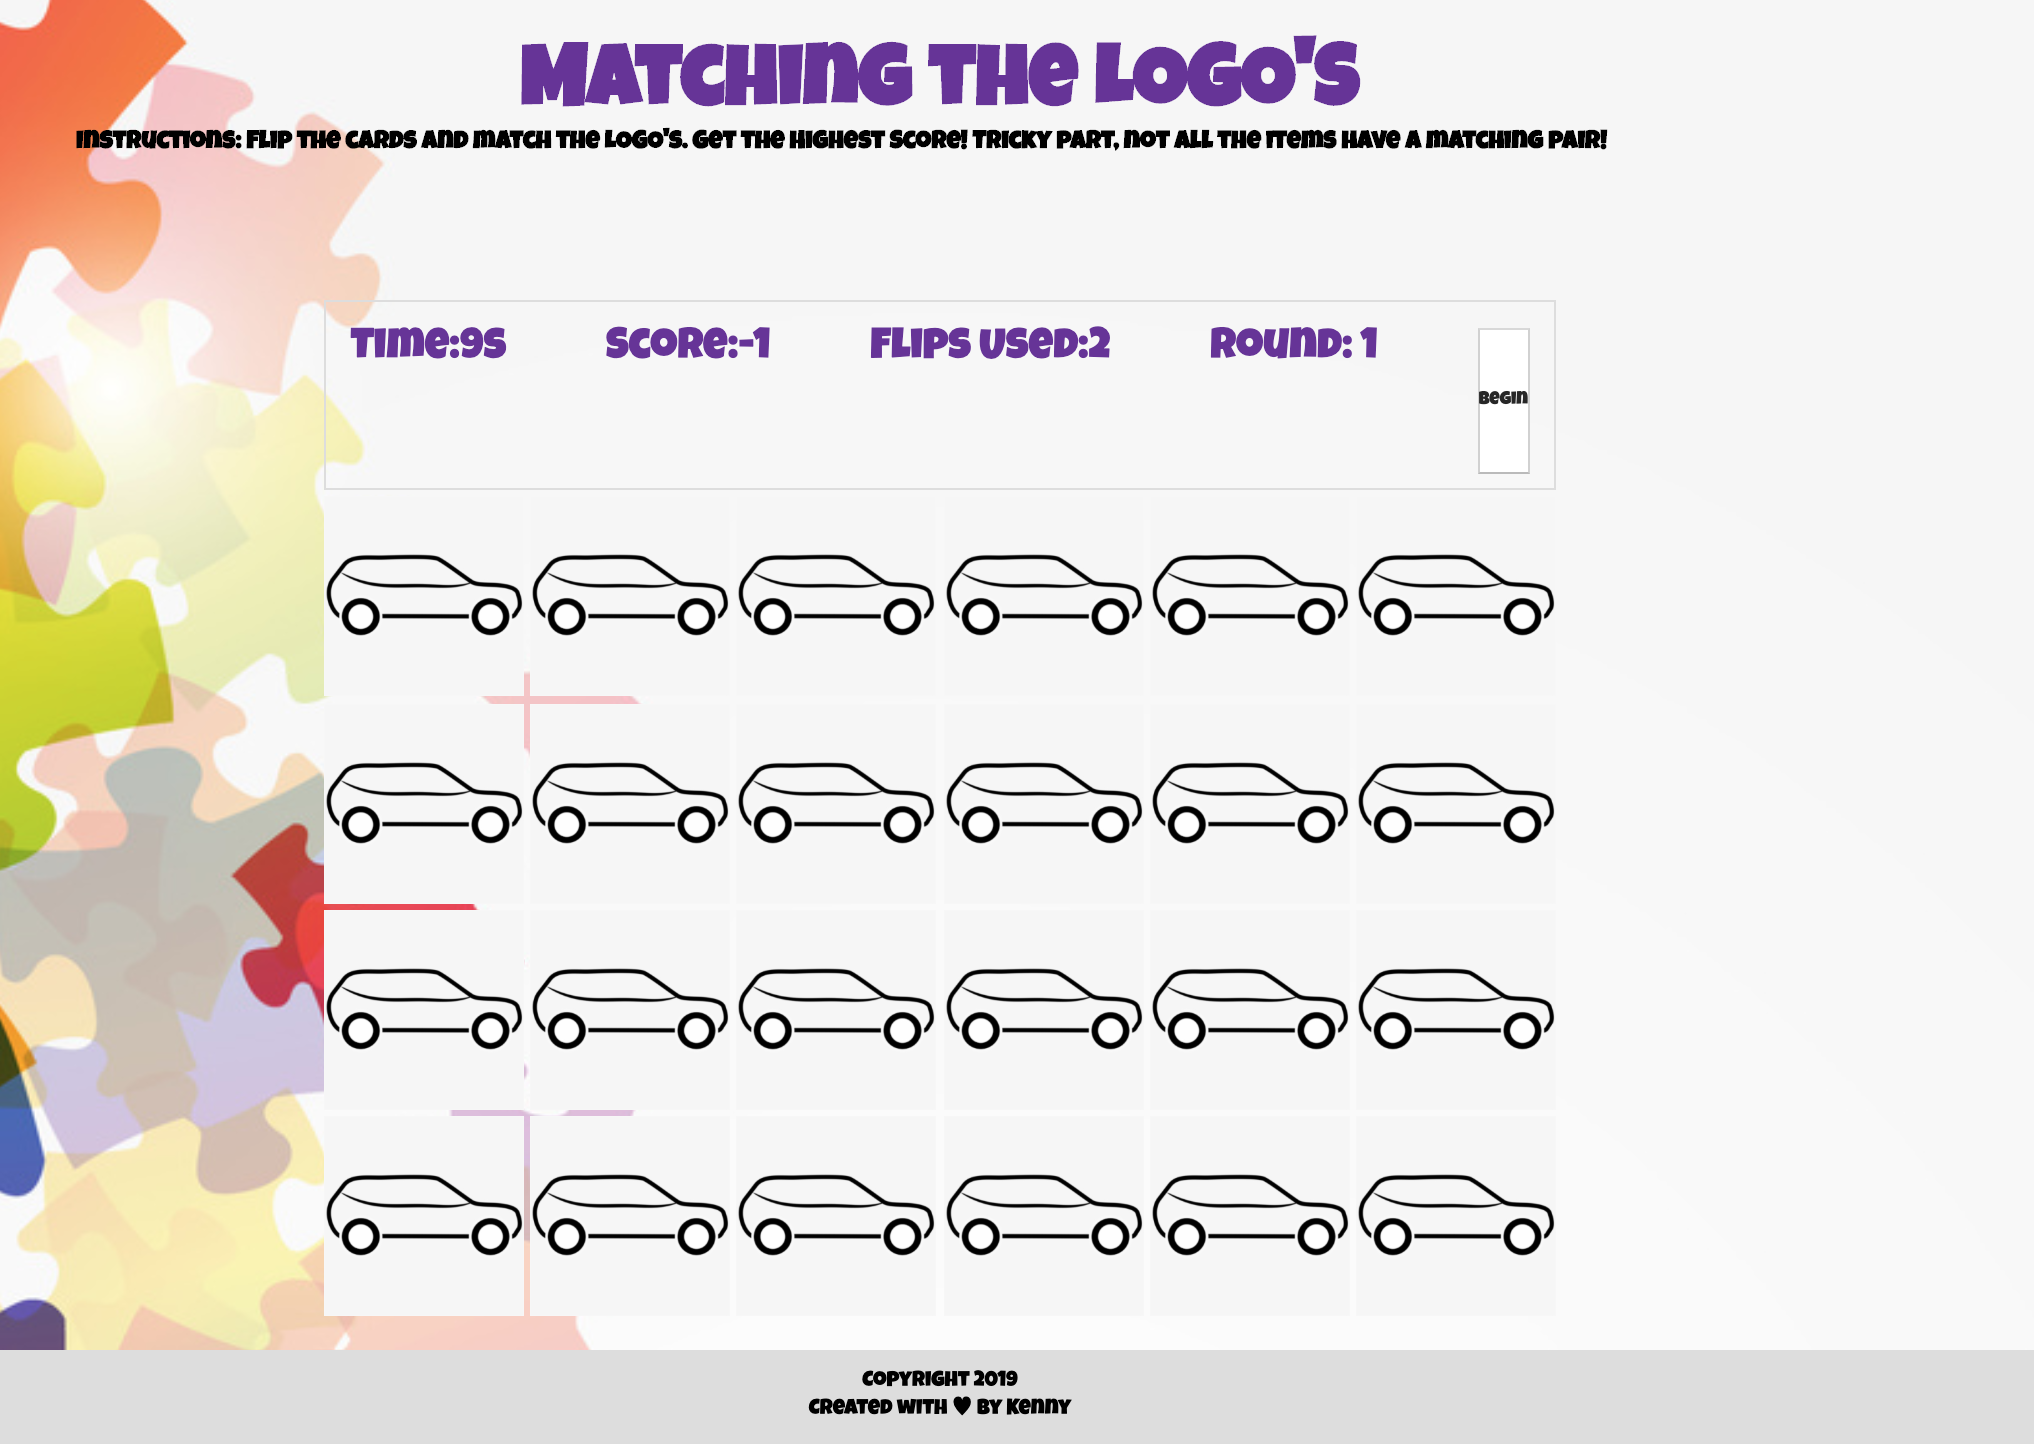 Matching The Logo's
Instructions: Flip the cards and match the logo's. Get the highest score! Tricky part, not all the items have a matching pair!
Time:9s Score:-1 Flips Used:2 Round: 1
Begin
Copyright 2019
Created with ♥ by Kenny